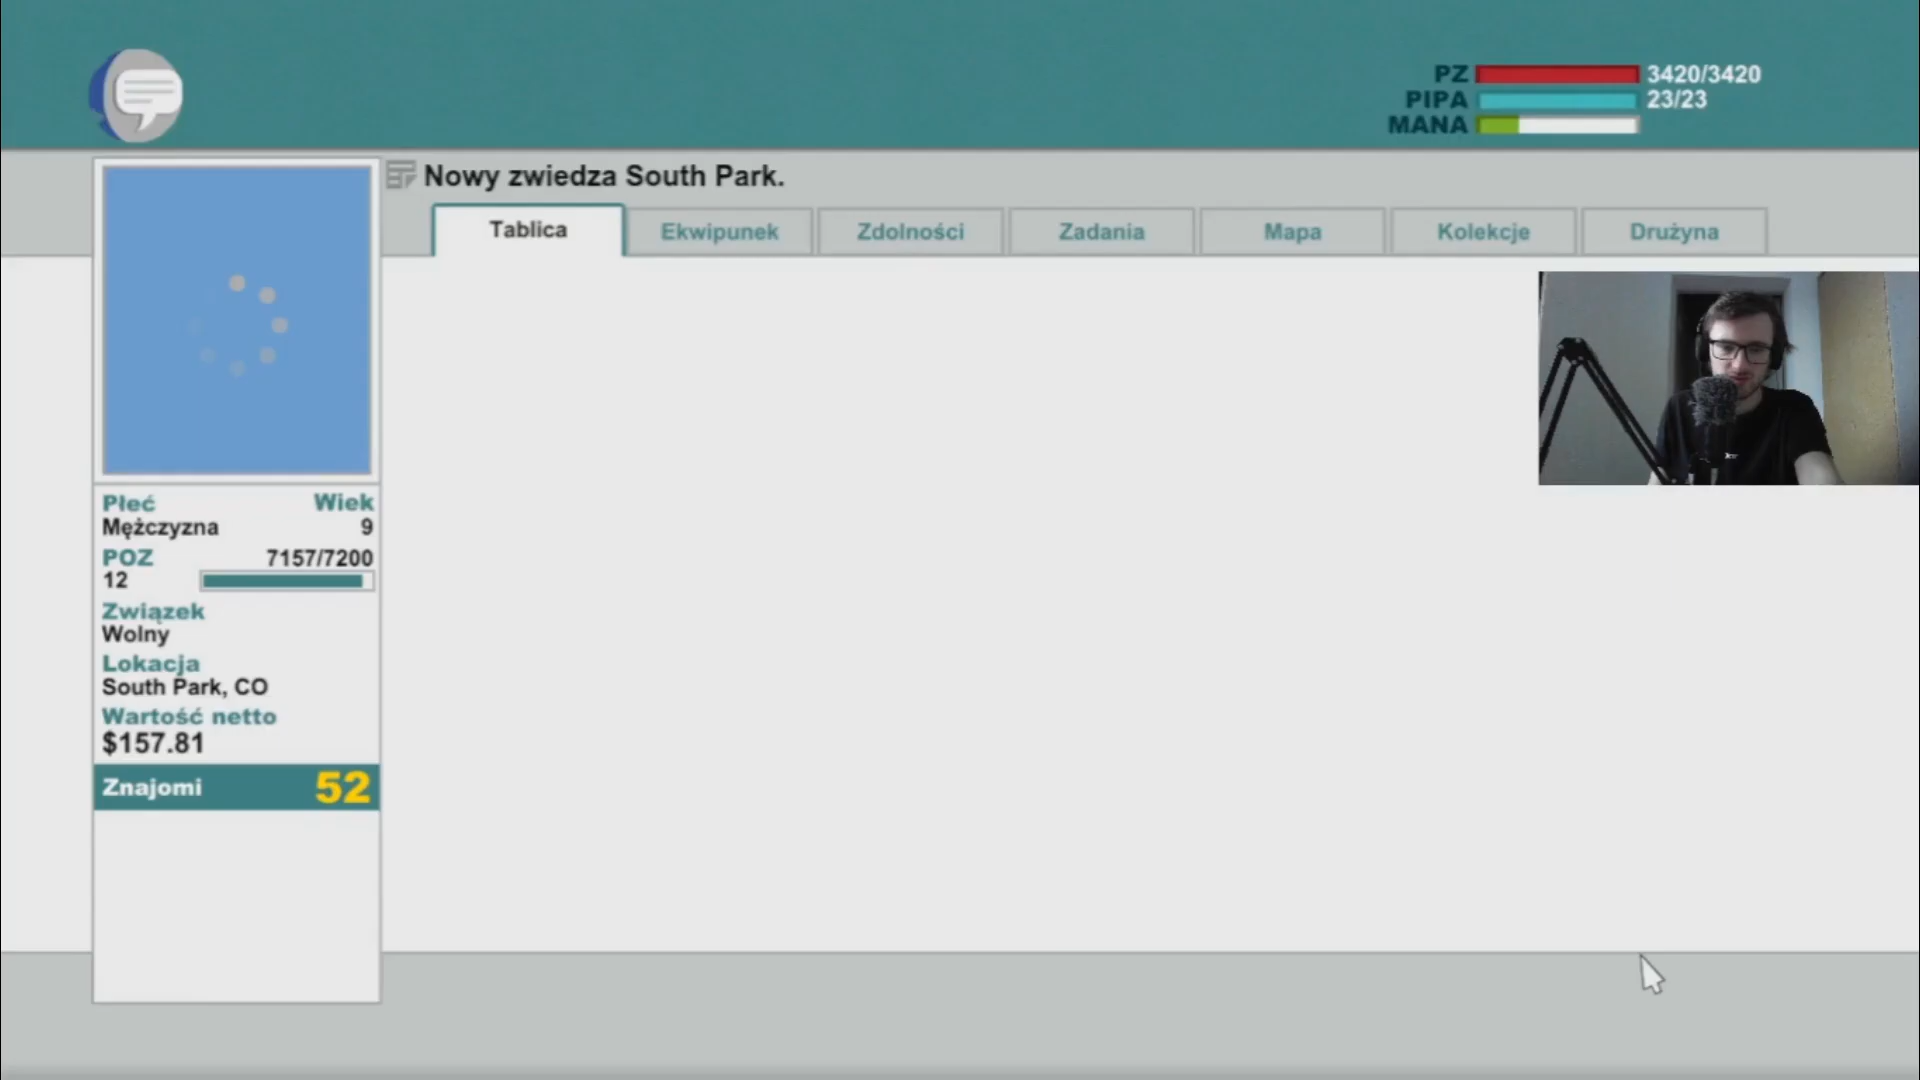 PZ 3420/3420
PIPA 23/23
MANA
Nowy zwiedza South Park.
Tablica Ekwipunek Zdolności Zadania Mapa Kolekcje Drużyna
Płeć Wiek
Mężczyzna 9
POZ 7157/7200
12
Związek
Wolny
Lokacja
South Park, CO
Wartość netto
$157.81
Znajomi 52